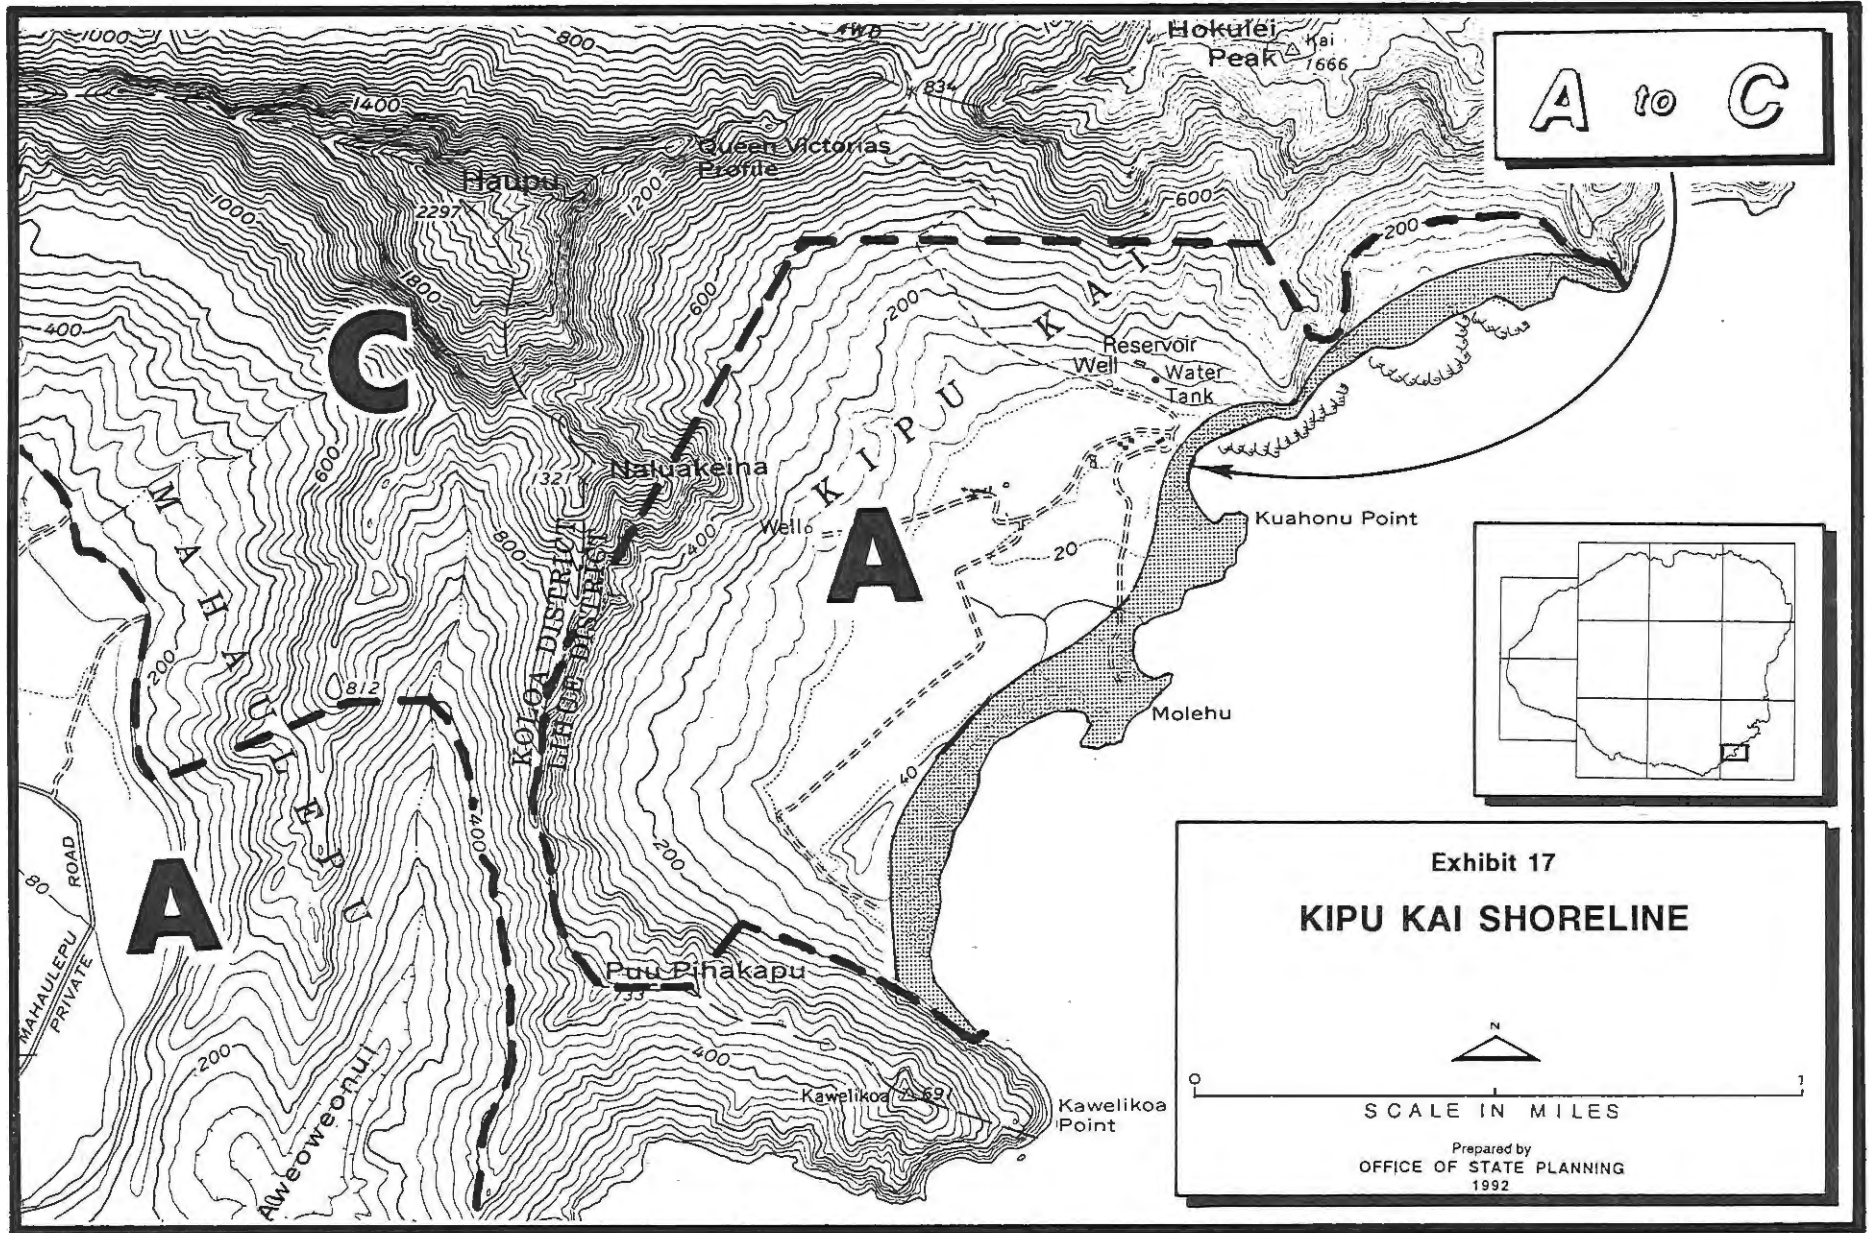 1000
800
4WD
Hokulei
Peak
Kai
1666
A to C
834
1400
Queen Victorias
Profile
Haupu
2297
1200
1000
600
200
1800
600
200
400
C
K A I
Reservoir
Well
Water
Tank
K I P U
600
Naluakeina
1321
M A H A U L E P U
Well
400
A
Kuahonu Point
800
20
KOLOA DISTRICT
LIHUE DISTRICT
200
812
Molehu
40
400
200
ROAD
80
A
MAHAULEPU
PRIVATE
Puu Pihakapu
733
200
400
Aweoweonui
Kawelikoa
691
Kawelikoa
Point
Exhibit 17
KIPU KAI SHORELINE
N
0 1
SCALE IN MILES
Prepared by
OFFICE OF STATE PLANNING
1992